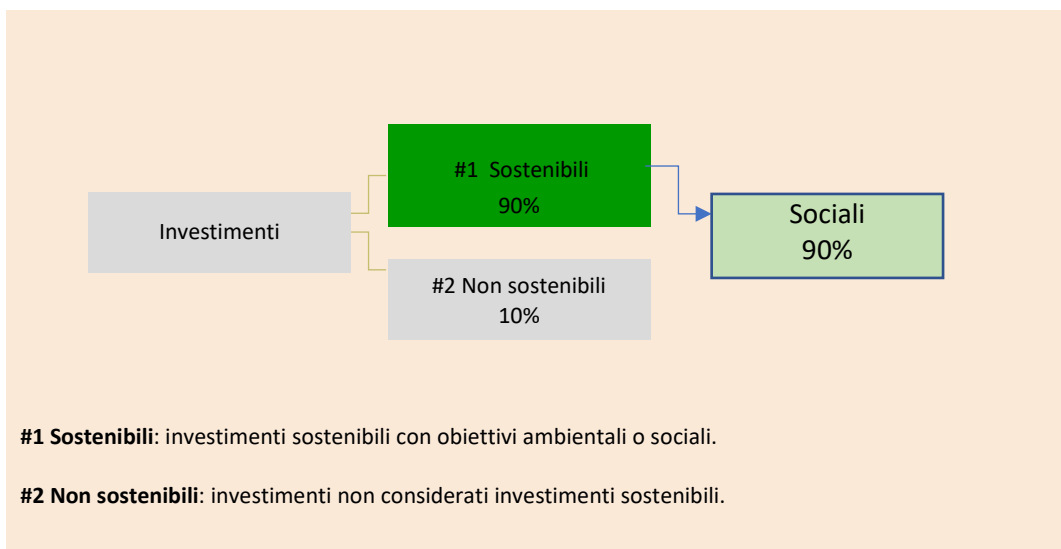 #1 Sostenibili
90%
Investimenti
Sociali
90%
#2 Non sostenibili
10%
#1 Sostenibili: investimenti sostenibili con obiettivi ambientali o sociali.
#2 Non sostenibili: investimenti non considerati investimenti sostenibili.